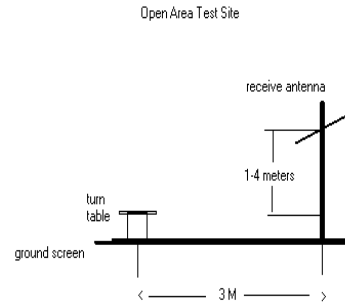 Open Area Test Site
receive antenna
1-4 meters
turn
table
ground screen
3 M